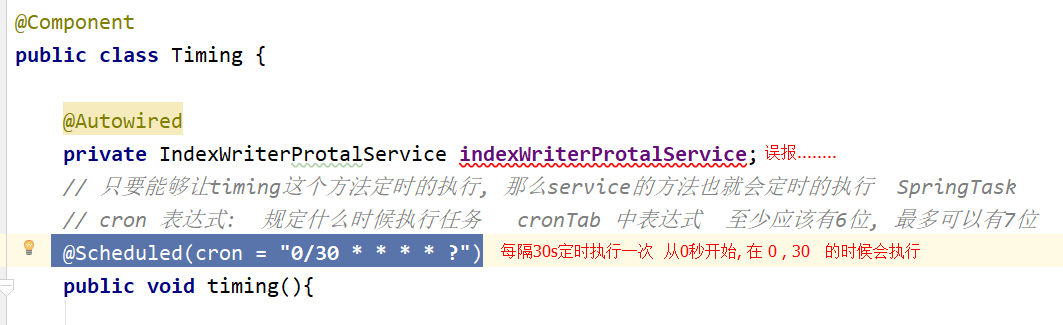 @Component
public class Timing {
@Autowired
private IndexWriterProtalService indexWriterProtalService; 误报........
// 只要能够让timing这个方法定时的执行, 那么service的方法也就会定时的执行 SpringTask
// cron 表达式: 规定什么时候执行任务 cronTab 中表达式 至少应该有6位, 最多可以有7位
@Scheduled(cron = "0/30 * * * * ?") 每隔30s定时执行一次 从0秒开始, 在 0 , 30 的时候会执行
public void timing(){